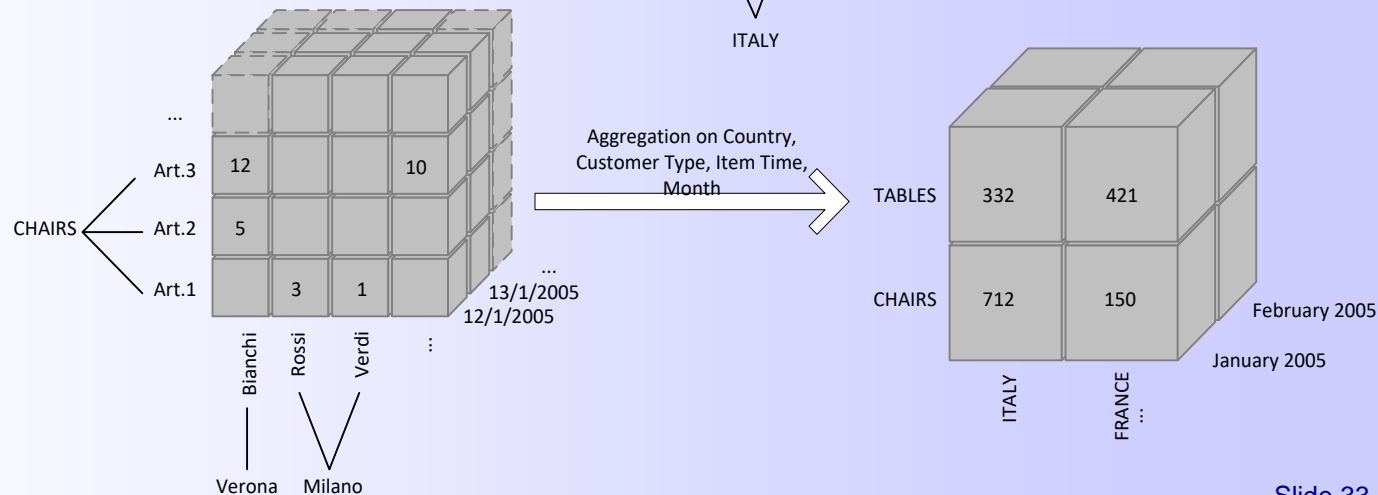 ITALY
...
Art.3
12
10
CHAIRS
Art.2
5
Art.1
3
1
...
13/1/2005
12/1/2005
Bianchi
Rossi
Verdi
...
Verona
Milano
Aggregation on Country,
Customer Type, Item Time,
Month
TABLES
332
421
CHAIRS
712
150
February 2005
January 2005
ITALY
FRANCE
...
Slide 33